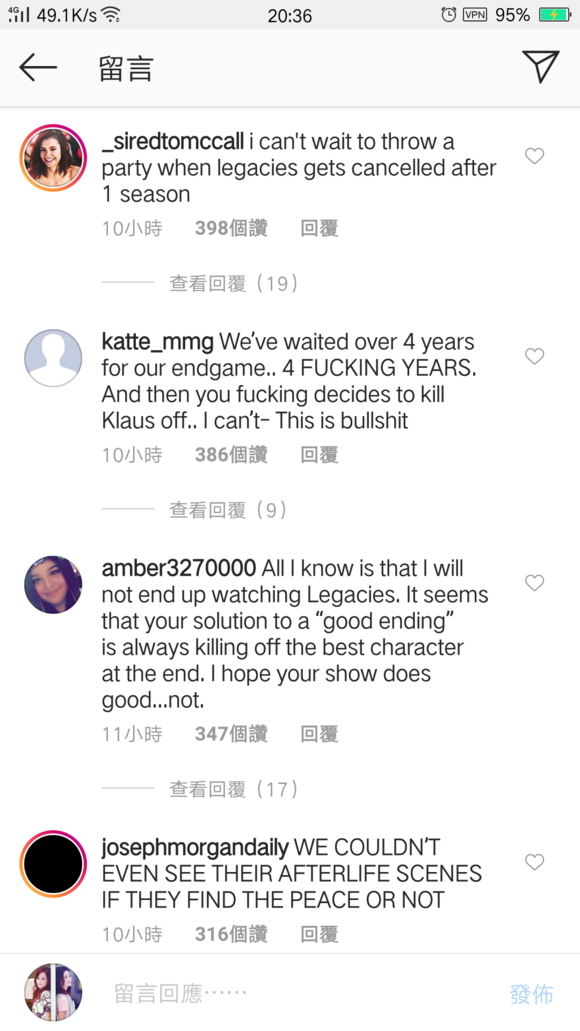 4G 49.1K/s 20:36 VPN 95%
留言
_siredtomccall i can't wait to throw a
party when legacies gets cancelled after
1 season
10小時 398個讚 回覆
查看回覆（19）
katte_mmg We’ve waited over 4 years
for our endgame.. 4 FUCKING YEARS.
And then you fucking decides to kill
Klaus off.. I can’t- This is bullshit
10小時 386個讚 回覆
查看回覆（9）
amber3270000 All I know is that I will
not end up watching Legacies. It seems
that your solution to a “good ending”
is always killing off the best character
at the end. I hope your show does
good...not.
11小時 347個讚 回覆
查看回覆（17）
josephmorgandaily WE COULDN’T
EVEN SEE THEIR AFTERLIFE SCENES
IF THEY FIND THE PEACE OR NOT
10小時 316個讚 回覆
留言回應⋯⋯ 發佈